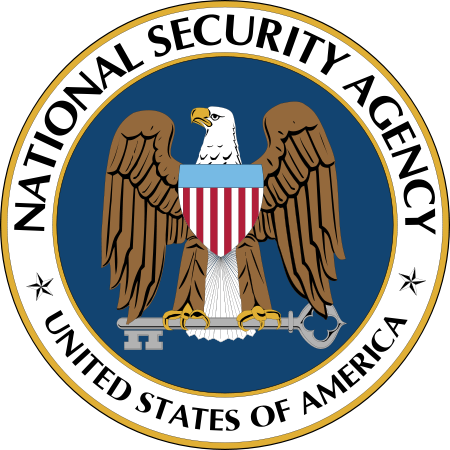 NATIONAL SECURITY AGENCY
UNITED STATES OF AMERICA